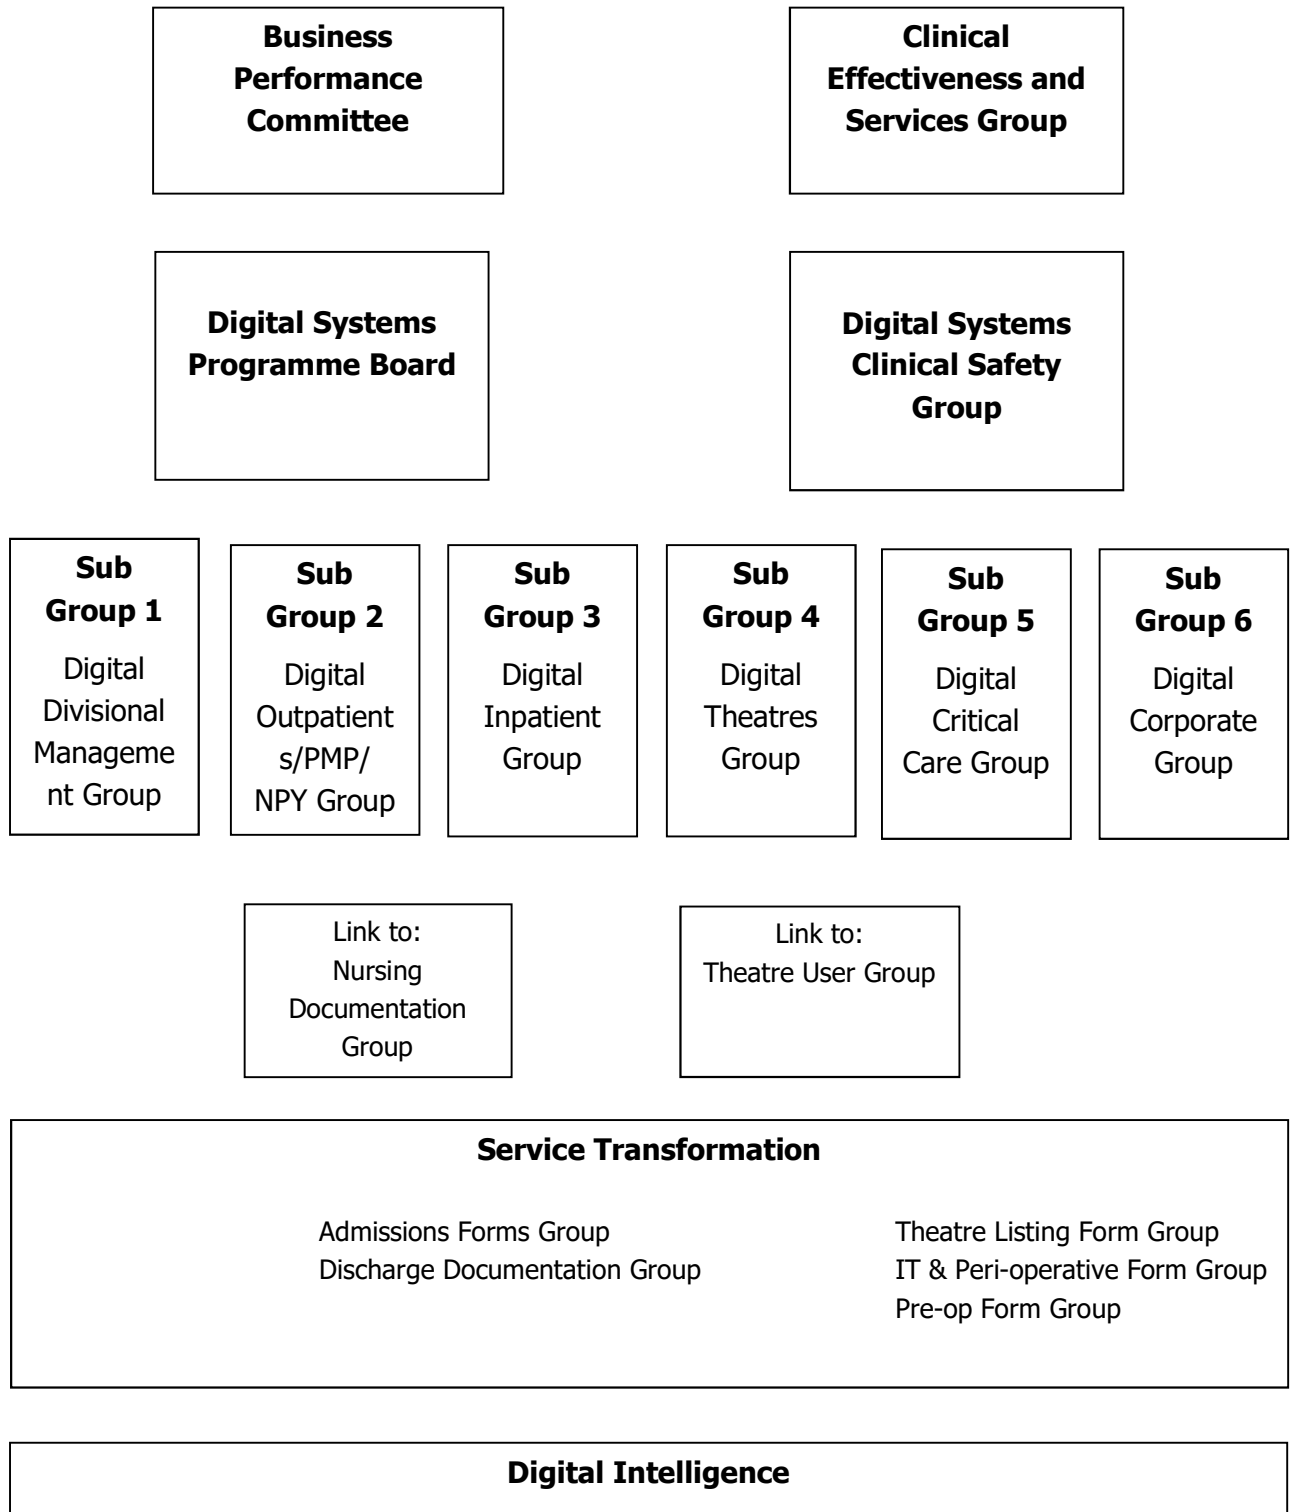 Business
Performance
Committee
Clinical
Effectiveness and
Services Group
Digital Systems
Programme Board
Digital Systems
Clinical Safety
Group
Sub
Group 1
Digital
Divisional
Manageme
nt Group
Sub
Group 2
Digital
Outpatient
s/PMP/
NPY Group
Sub
Group 3
Digital
Inpatient
Group
Sub
Group 4
Digital
Theatres
Group
Sub
Group 5
Digital
Critical
Care Group
Sub
Group 6
Digital
Corporate
Group
Link to:
Nursing
Documentation
Group
Link to:
Theatre User Group
Service Transformation
Admissions Forms Group
Discharge Documentation Group
Theatre Listing Form Group
IT & Peri-operative Form Group
Pre-op Form Group
Digital Intelligence